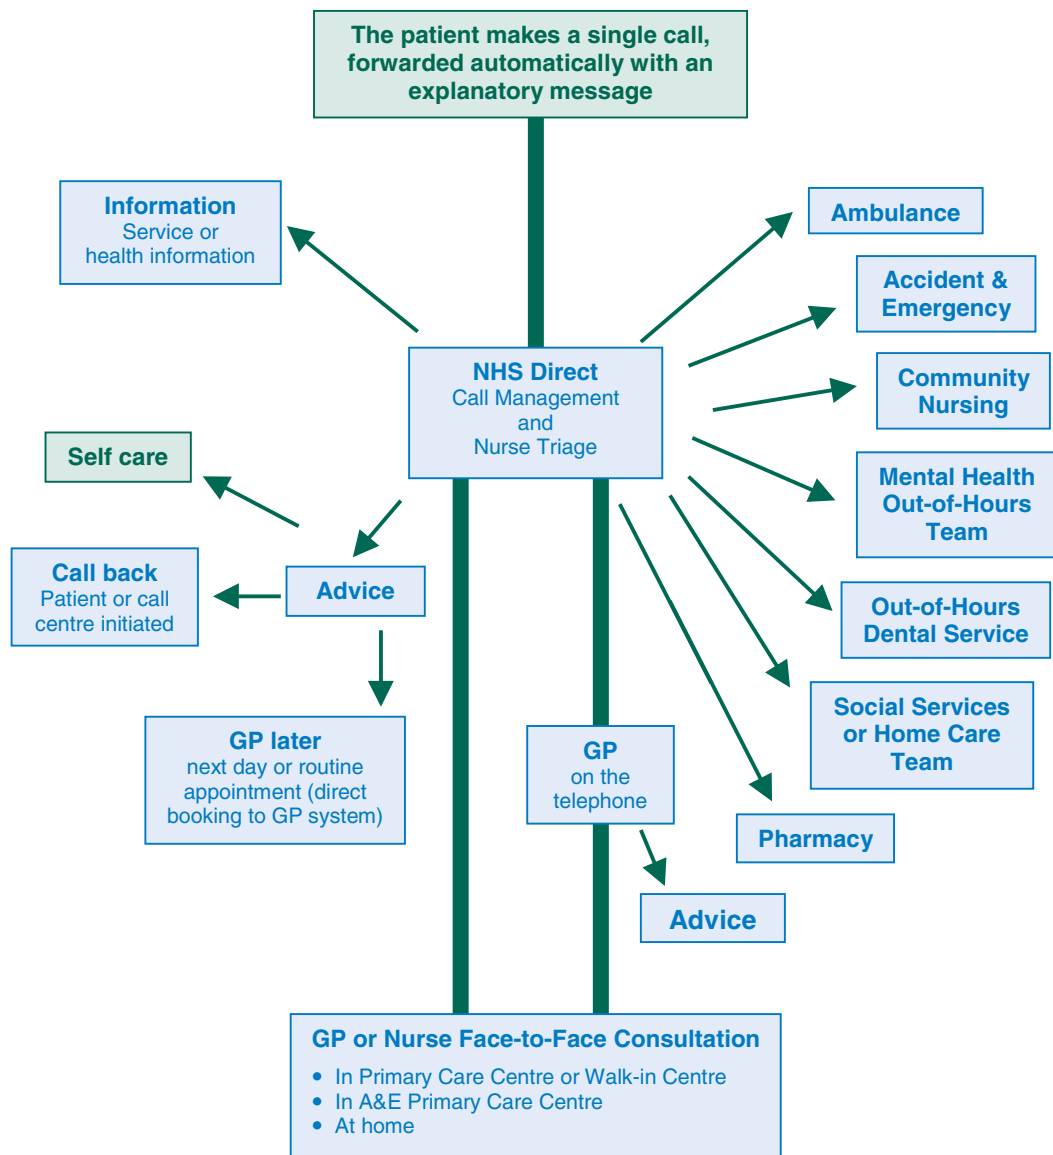 The patient makes a single call,
forwarded automatically with an
explanatory message
Information
Service or
health information
Ambulance
Accident &
Emergency
NHS Direct
Call Management
and
Nurse Triage
Community
Nursing
Self care
Mental Health
Out-of-Hours
Team
Call back
Patient or call
centre initiated
Advice
Out-of-Hours
Dental Service
Social Services
or Home Care
Team
GP later
next day or routine
appointment (direct
booking to GP system)
GP
on the
telephone
Pharmacy
Advice
GP or Nurse Face-to-Face Consultation
• In Primary Care Centre or Walk-in Centre
• In A&E Primary Care Centre
• At home